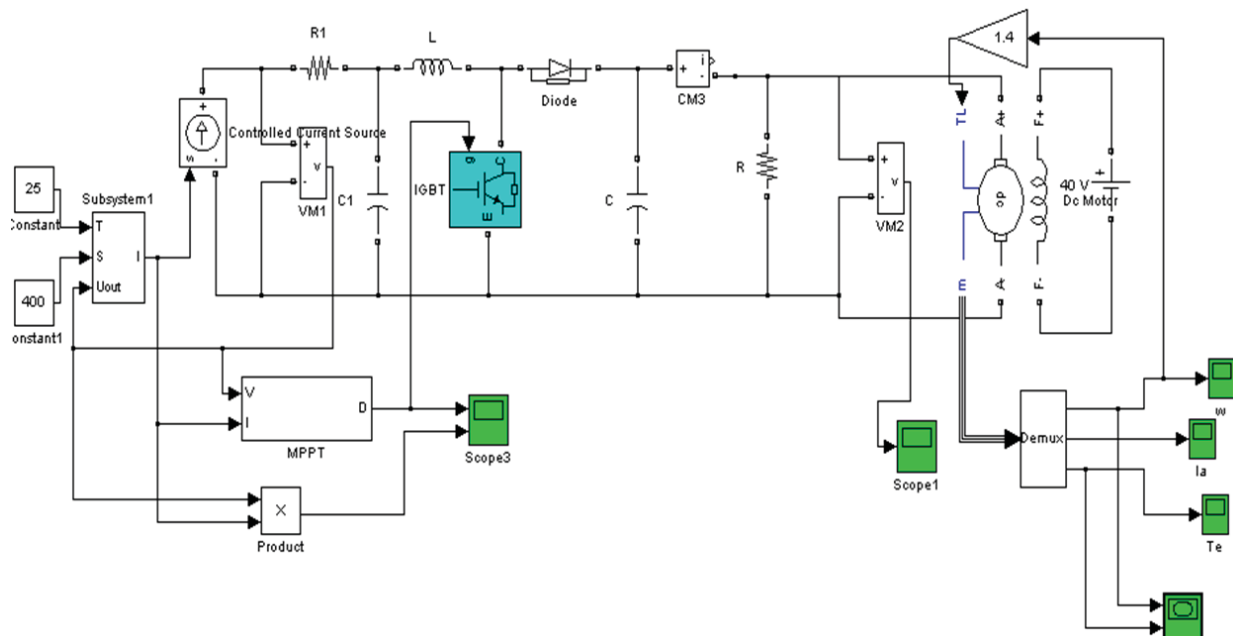 R1
L
1.4
+
i
-
CM3
Diode
TL
A+
F+
+
s
-
Controlled Current Source
+
v
-
VM1
C1
g
C
E
IGBT
C
R
+
v
-
VM2
dc
+
40 V
Dc Motor
25
Constant
Subsystem1
T
S
Uout
I
400
onstant1
m
A-
F-
V
I
D
MPPT
Scope3
X
Product
Scope1
Demux
w
Ia
Te